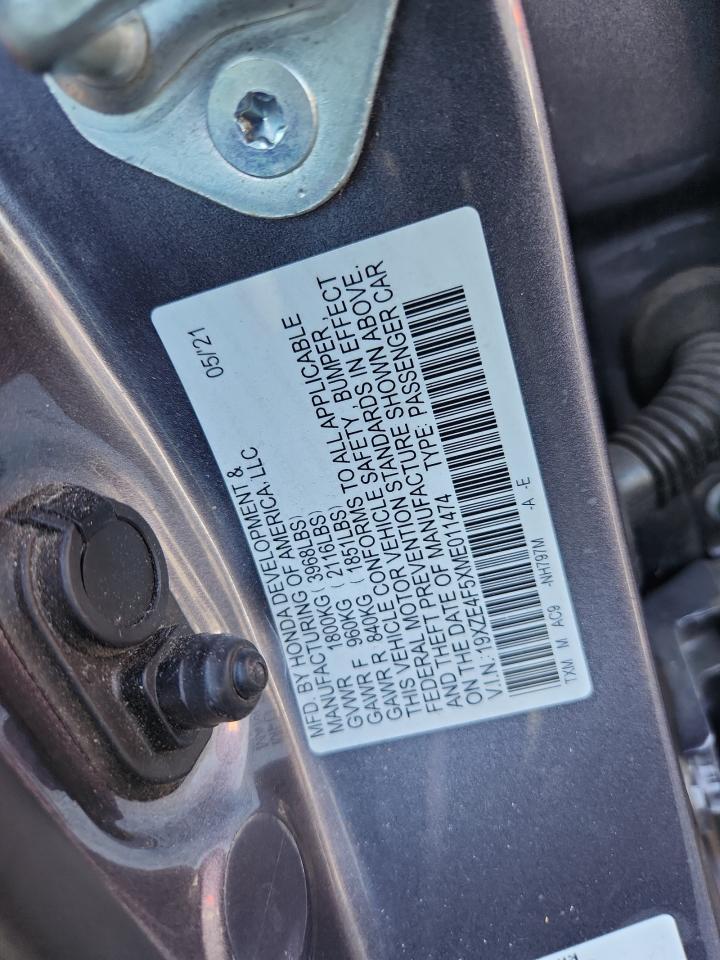 05/'21
MFD. BY HONDA DEVELOPMENT &
MANUFACTURING OF AMERICA, LLC
GVWR 1800KG (3968LBS)
GAWR F 960KG (2116LBS)
GAWR R 840KG (1851LBS)
THIS VEHICLE CONFORMS TO ALL APPLICABLE
FEDERAL MOTOR VEHICLE SAFETY, BUMPER,
AND THEFT PREVENTION STANDARDS IN EFFECT
ON THE DATE OF MANUFACTURE SHOWN ABOVE.
V.I.N.:19XZE4F5XME011474 TYPE: PASSENGER CAR
TXM M AC9 -NH797M -A -E